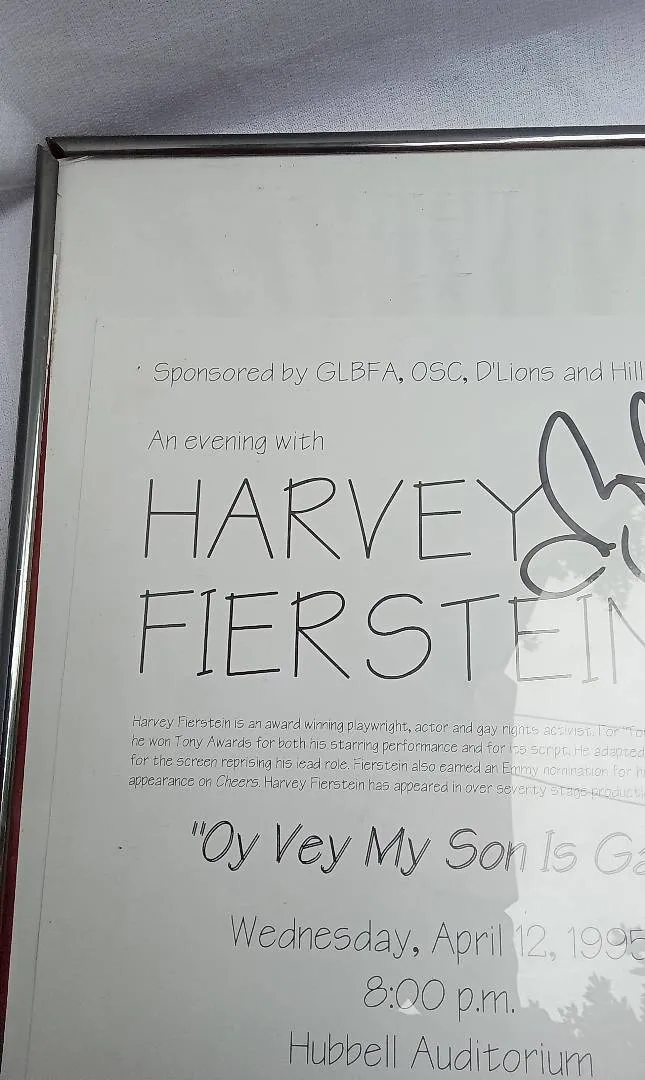 Sponsored by GLBFA, OSC, D'Lions and Hill
An evening with
HARVEY
FIERSTEIN
Harvey Fierstein is an award winning playwright, actor and gay rights activist. For "To
he won Tony Awards for both his starring performance and for its script. He adapted
for the screen reprising his lead role. Fierstein also earned an Emmy nomination for h
appearance on Cheers. Harvey Fierstein has appeared in over seventy stage producti
"Oy Vey My Son Is Ga
Wednesday, April 12, 1995
8:00 p.m.
Hubbell Auditorium